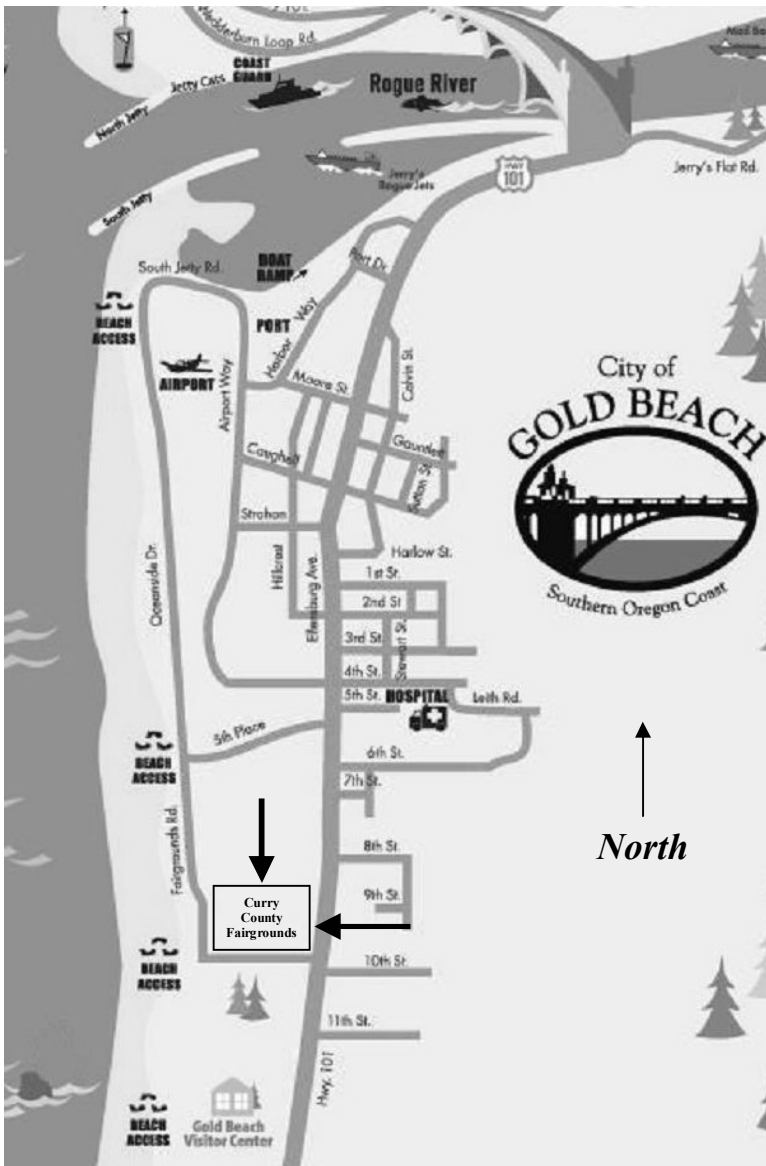 Wedderburn Loop Rd.
COAST
GUARD
Jetty Cats
Rogue River
North Jetty
HWY
101
Jerry's Flat Rd.
Jerry's
Rogue Jets
South Jetty
South Jetty Rd.
BOAT
RAMP
Port Dr.
BEACH
ACCESS
PORT
Harbor Way
AIRPORT
Airport Way
Moore St.
Colvin St.
City of
GOLD BEACH
Southern Oregon Coast
Caughell
Gauntlett
Sutton St.
Strahan
Harlow St.
Hillcrest
Ellensburg Ave.
Oceanside Dr.
1st St.
2nd St
3rd St.
Stewart St.
4th St.
5th St.
HOSPITAL
Leith Rd.
5th Place
6th St.
BEACH
ACCESS
7th St.
North
Fairgrounds Rd.
8th St.
9th St.
Curry
County
Fairgrounds
10th St.
BEACH
ACCESS
11th St.
Hwy. 101
BEACH
ACCESS
Gold Beach
Visitor Center